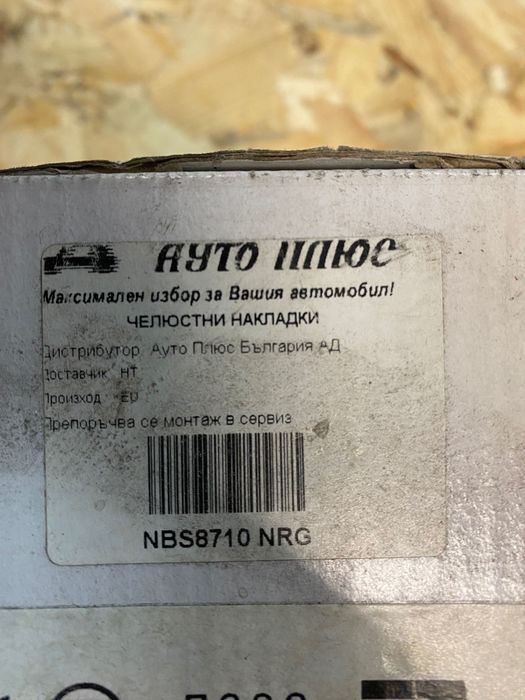 АУТО ПЛЮС
Максимален избор за Вашия автомобил!
ЧЕЛЮСТНИ НАКЛАДКИ
Дистрибутор Ауто Плюс България АД
Доставчик НТ
Произход EU
Препоръчва се монтаж в сервиз
NBS8710 NRG